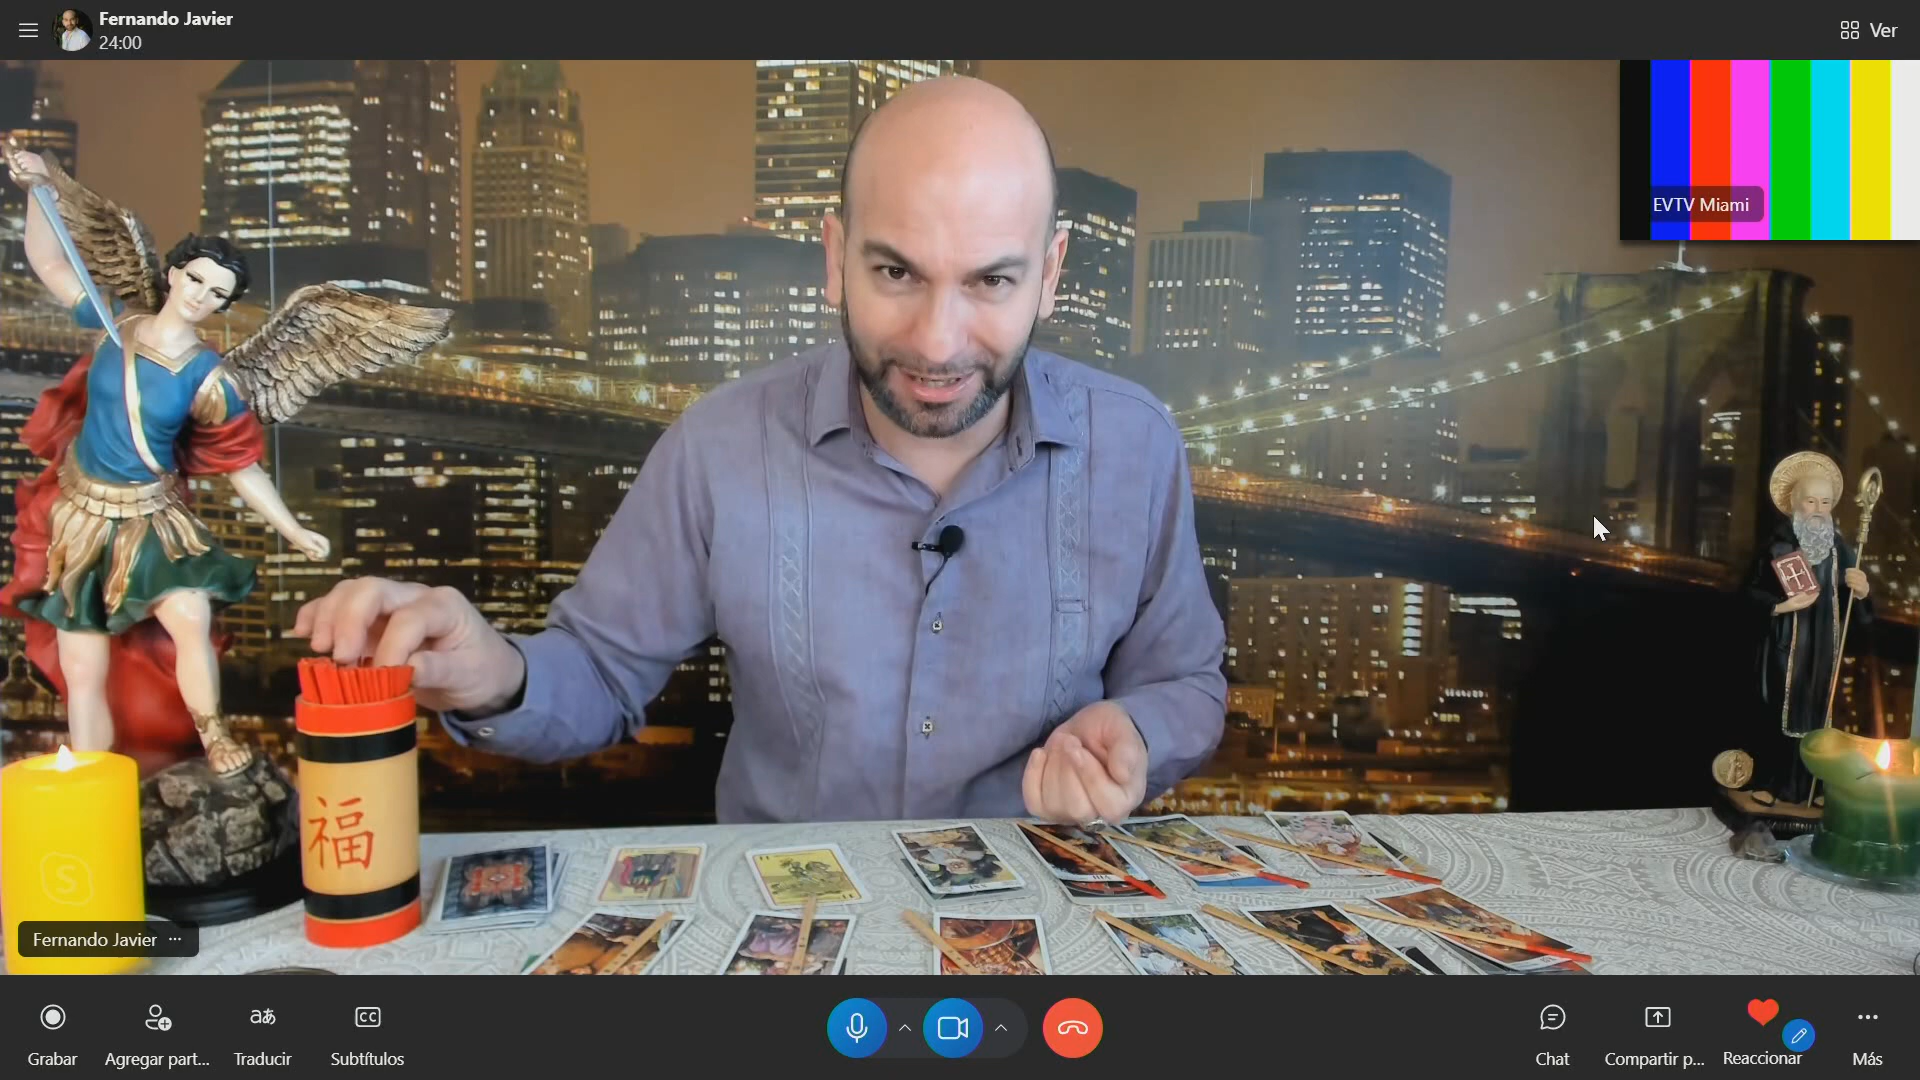 Fernando Javier
24:00
Ver
EVTV Miami
福
Fernando Javier ...
Grabar
Agregar part...
Traducir
Subtítulos
Chat
Compartir p...
Reaccionar
Más